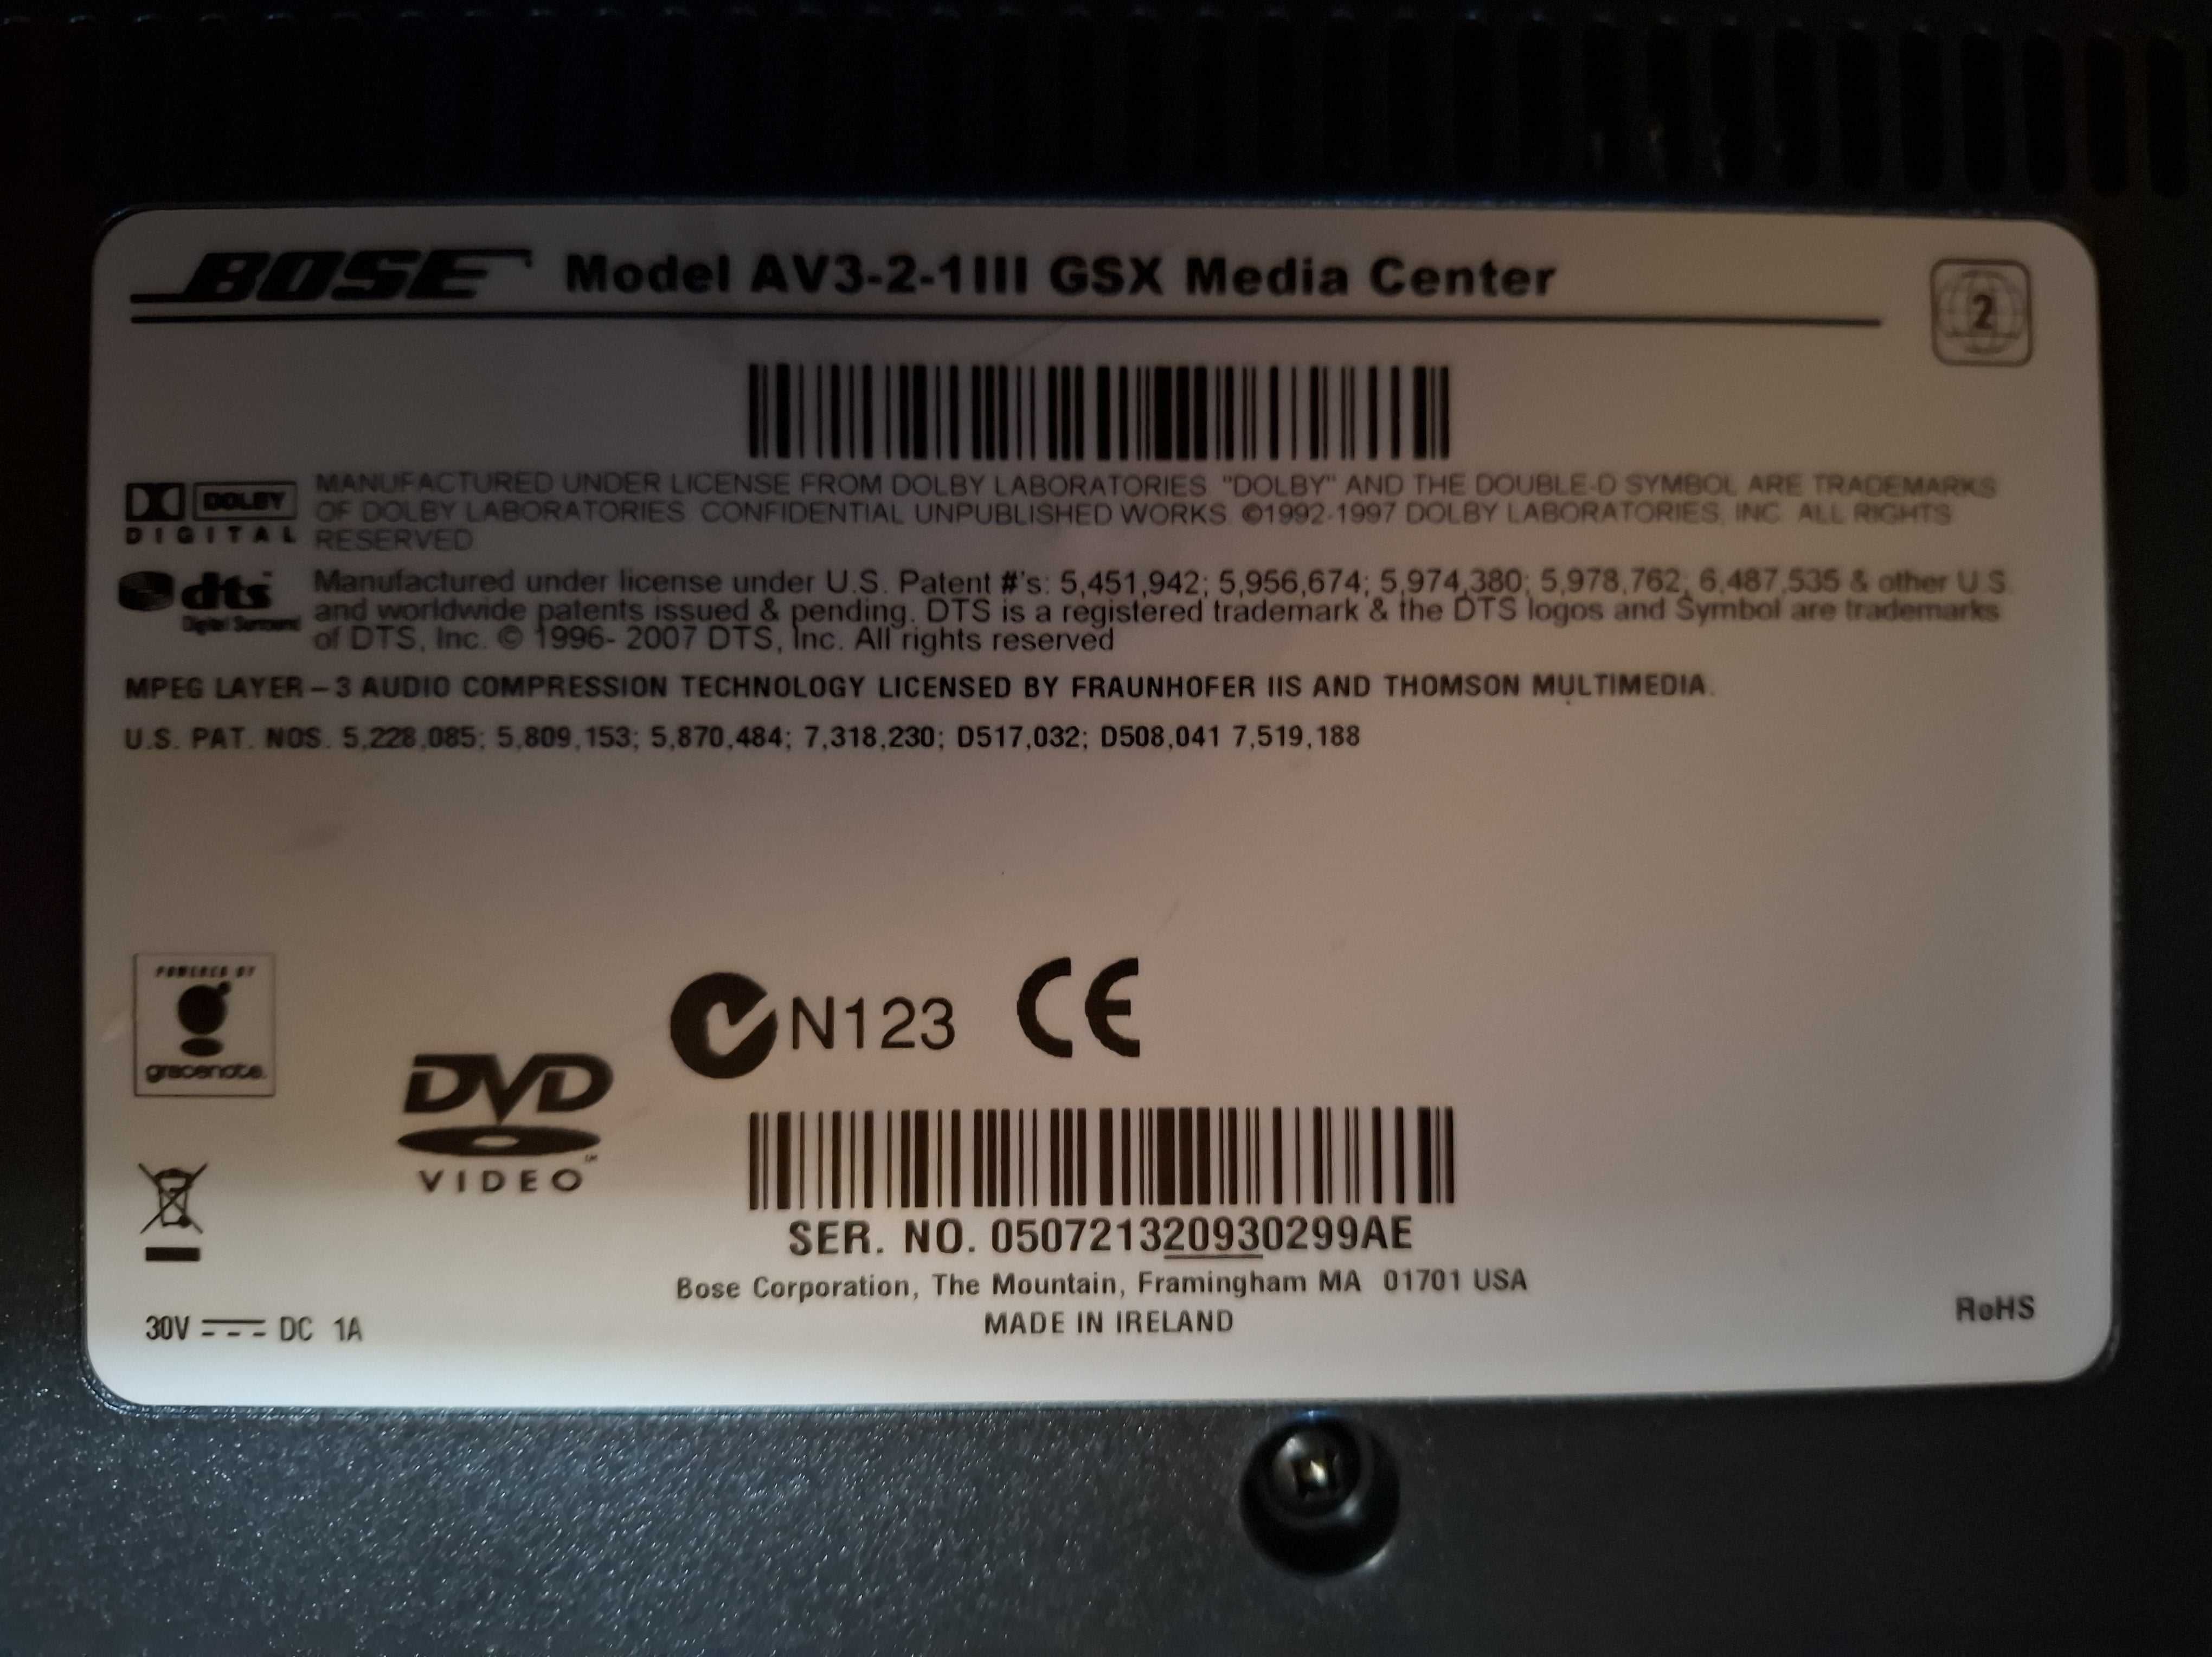 BOSE Model AV3-2-1III GSX Media Center
2
DOLBY
DIGITAL
MANUFACTURED UNDER LICENSE FROM DOLBY LABORATORIES. "DOLBY" AND THE DOUBLE-D SYMBOL ARE TRADEMARKS
OF DOLBY LABORATORIES. CONFIDENTIAL UNPUBLISHED WORKS. ©1992-1997 DOLBY LABORATORIES, INC. ALL RIGHTS
RESERVED.
dts
Digital Surround
Manufactured under license under U.S. Patent #'s: 5,451,942; 5,956,674; 5,974,380; 5,978,762; 6,487,535 & other U.S.
and worldwide patents issued & pending. DTS is a registered trademark & the DTS logos and Symbol are trademarks
of DTS, Inc. © 1996- 2007 DTS, Inc. All rights reserved
MPEG LAYER – 3 AUDIO COMPRESSION TECHNOLOGY LICENSED BY FRAUNHOFER IIS AND THOMSON MULTIMEDIA.
U.S. PAT. NOS. 5,228,085; 5,809,153; 5,870,484; 7,318,230; D517,032; D508,041 7,519,188
POWERED BY
gracenote.
DVD
VIDEO™
N123 CE
SER. NO. 050721320930299AE
Bose Corporation, The Mountain, Framingham MA 01701 USA
MADE IN IRELAND
30V DC 1A
RoHS